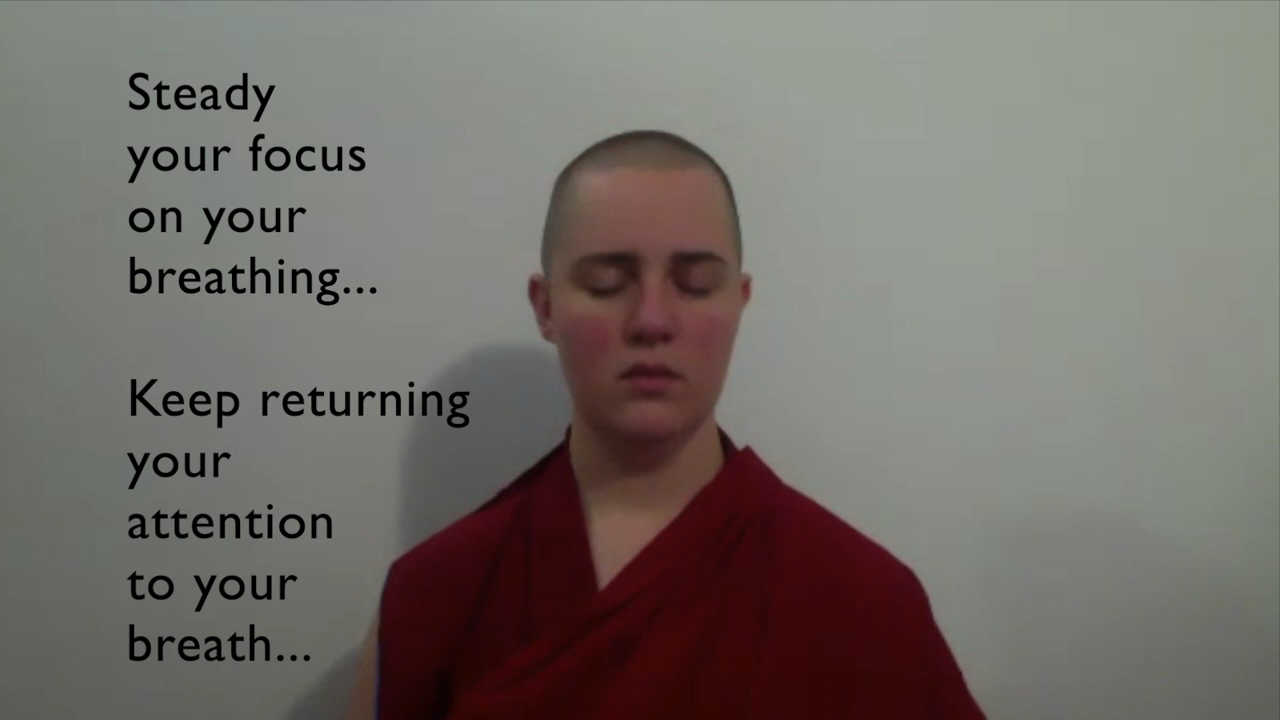 Steady
your focus
on your
breathing...
Keep returning
your
attention
to your
breath...